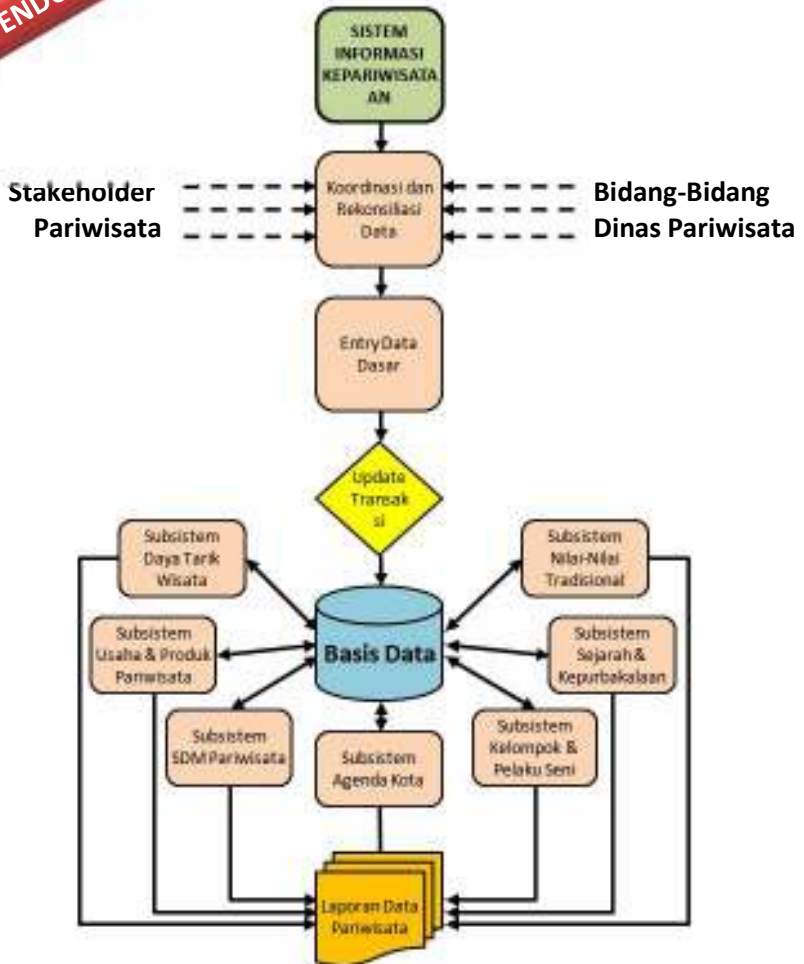 SISTEM
INFORMASI
KEPARIWISATA
AN
Stakeholder
Pariwisata
Koordinasi dan
Rekonsiliasi
Data
Bidang-Bidang
Dinas Pariwisata
Entry Data
Dasar
Update
Transak
si
Subsistem
Daya Tarik
Wisata
Subsistem
Nilai-Nilai
Tradisional
Subsistem
Usaha & Produk
Pariwisata
Basis Data
Subsistem
Sejarah &
Kepurbakalaan
Subsistem
SDM Pariwisata
Subsistem
Agenda Kota
Subsistem
Kelompok &
Pelaku Seni
Laporan Data
Pariwisata